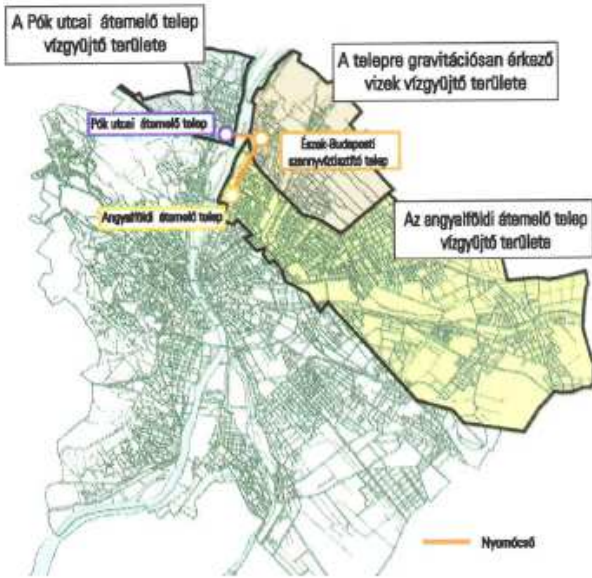 A Pók utcai átemelő telep
vízgyűjtő területe
A telepre gravitációsan érkező
vizek vízgyűjtő területe
Pók utcai átemelő telep
Észak-Budapesti
szennyvíztisztító telep
Angyalföldi átemelő telep
Az angyalföldi átemelő telep
vízgyűjtő területe
Nyomócső